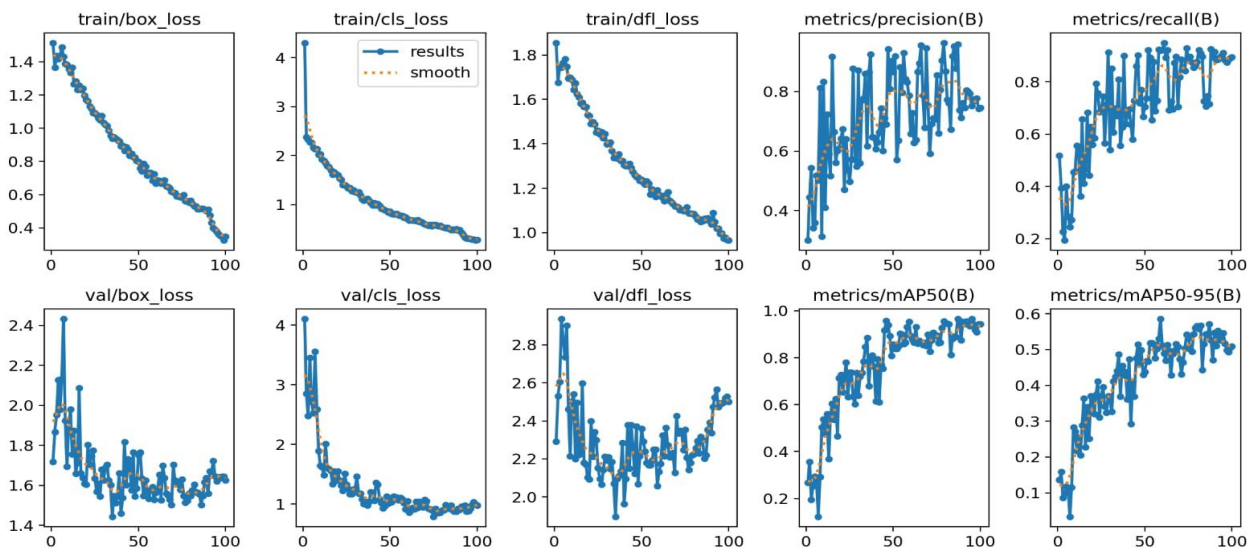 train/box_loss
train/cls_loss
train/dfl_loss
metrics/precision(B)
metrics/recall(B)
1.4
1.2
1.0
0.8
0.6
0.4
0 50 100
4
3
2
1
results
smooth
0 50 100
1.8
1.6
1.4
1.2
1.0
0 50 100
0.8
0.6
0.4
0 50 100
0.8
0.6
0.4
0.2
0 50 100
val/box_loss
val/cls_loss
val/dfl_loss
metrics/mAP50(B)
metrics/mAP50-95(B)
2.4
2.2
2.0
1.8
1.6
1.4
0 50 100
4
3
2
1
0 50 100
2.8
2.6
2.4
2.2
2.0
0 50 100
1.0
0.8
0.6
0.4
0.2
0 50 100
0.6
0.5
0.4
0.3
0.2
0.1
0 50 100